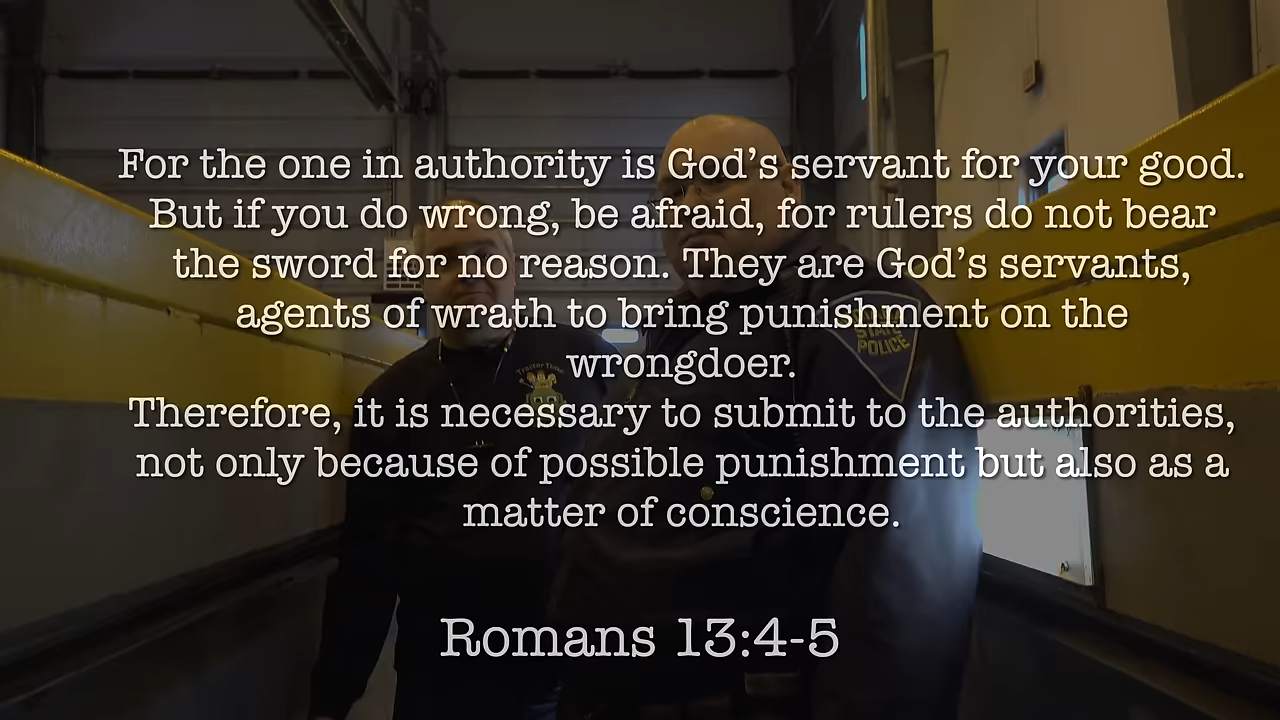 For the one in authority is God's servant for your good.
But if you do wrong, be afraid, for rulers do not bear
the sword for no reason. They are God's servants,
agents of wrath to bring punishment on the
wrongdoer.
Therefore, it is necessary to submit to the authorities,
not only because of possible punishment but also as a
matter of conscience.
Romans 13:4-5
STATE
POLICE
Tractor Time